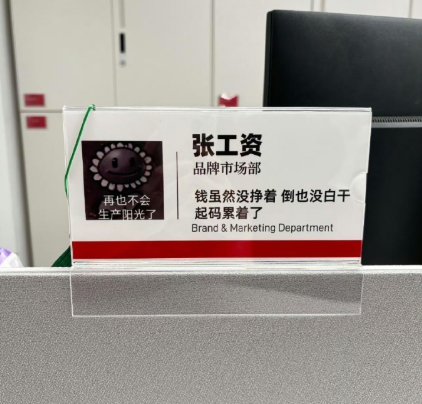 张工资
品牌市场部
再也不会
生产阳光了
钱虽然没挣着 倒也没白干
起码累着了
Brand & Marketing Department